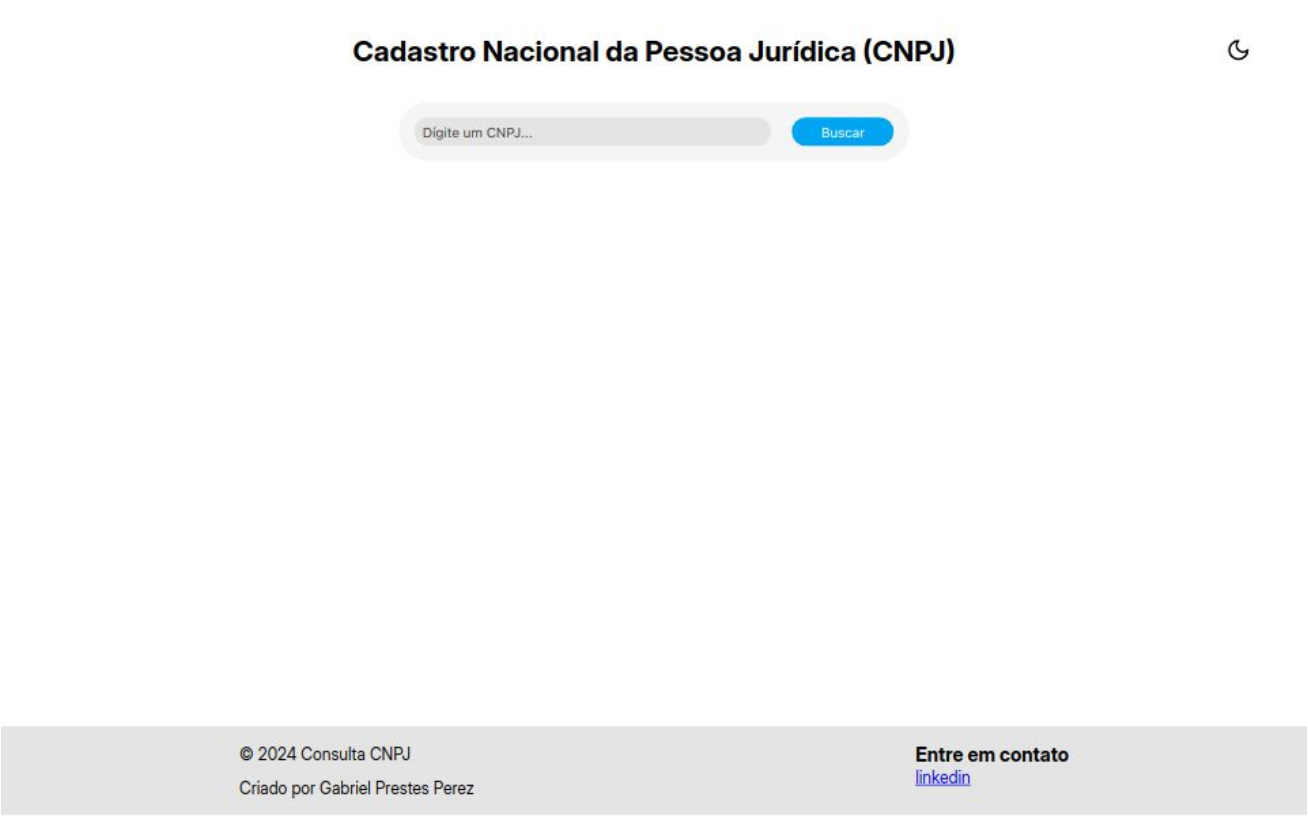 Cadastro Nacional da Pessoa Jurídica (CNPJ)
Dígite um CNPJ...
Buscar
© 2024 Consulta CNPJ
Criado por Gabriel Prestes Perez
Entre em contato
linkedin